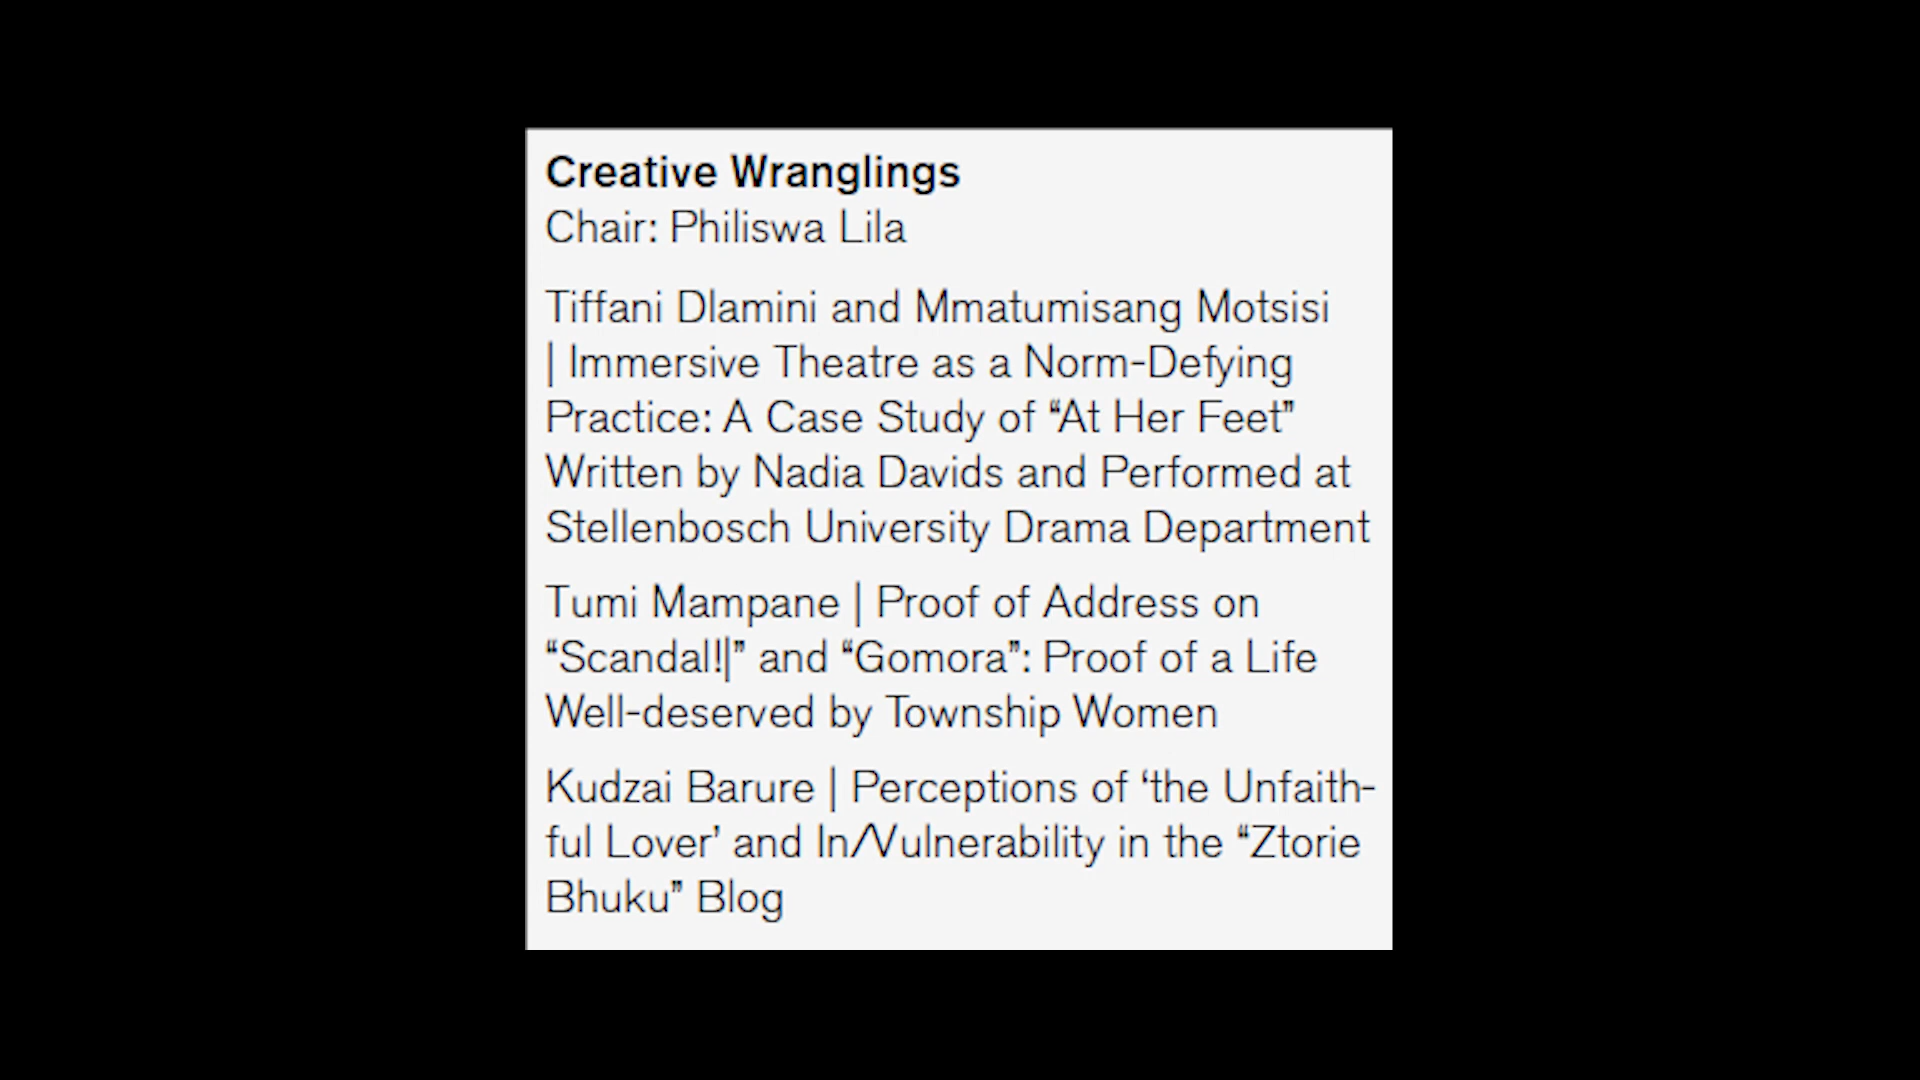 Creative Wranglings
Chair: Philiswa Lila
Tiffani Dlamini and Mmatumisang Motsisi
| Immersive Theatre as a Norm-Defying
Practice: A Case Study of “At Her Feet”
Written by Nadia Davids and Performed at
Stellenbosch University Drama Department
Tumi Mampane | Proof of Address on
“Scandal!|” and “Gomora”: Proof of a Life
Well-deserved by Township Women
Kudzai Barure | Perceptions of ‘the Unfaith-
ful Lover’ and In/Vulnerability in the “Ztorie
Bhuku” Blog